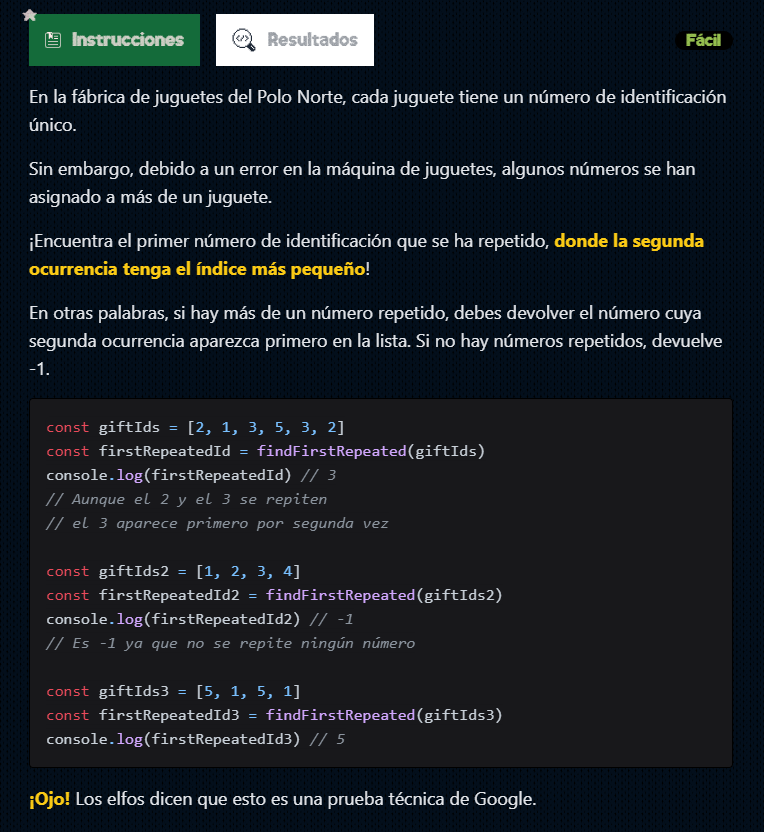 Instrucciones
Resultados
Fácil
En la fábrica de juguetes del Polo Norte, cada juguete tiene un número de identificación
único.
Sin embargo, debido a un error en la máquina de juguetes, algunos números se han
asignado a más de un juguete.
¡Encuentra el primer número de identificación que se ha repetido, donde la segunda
ocurrencia tenga el índice más pequeño!
En otras palabras, si hay más de un número repetido, debes devolver el número cuya
segunda ocurrencia aparezca primero en la lista. Si no hay números repetidos, devuelve
-1.
const giftIds = [2, 1, 3, 5, 3, 2]
const firstRepeatedId = findFirstRepeated(giftIds)
console.log(firstRepeatedId) // 3
// Aunque el 2 y el 3 se repiten
// el 3 aparece primero por segunda vez
const giftIds2 = [1, 2, 3, 4]
const firstRepeatedId2 = findFirstRepeated(giftIds2)
console.log(firstRepeatedId2) // -1
// Es -1 ya que no se repite ningún número
const giftIds3 = [5, 1, 5, 1]
const firstRepeatedId3 = findFirstRepeated(giftIds3)
console.log(firstRepeatedId3) // 5
¡Ojo! Los elfos dicen que esto es una prueba técnica de Google.